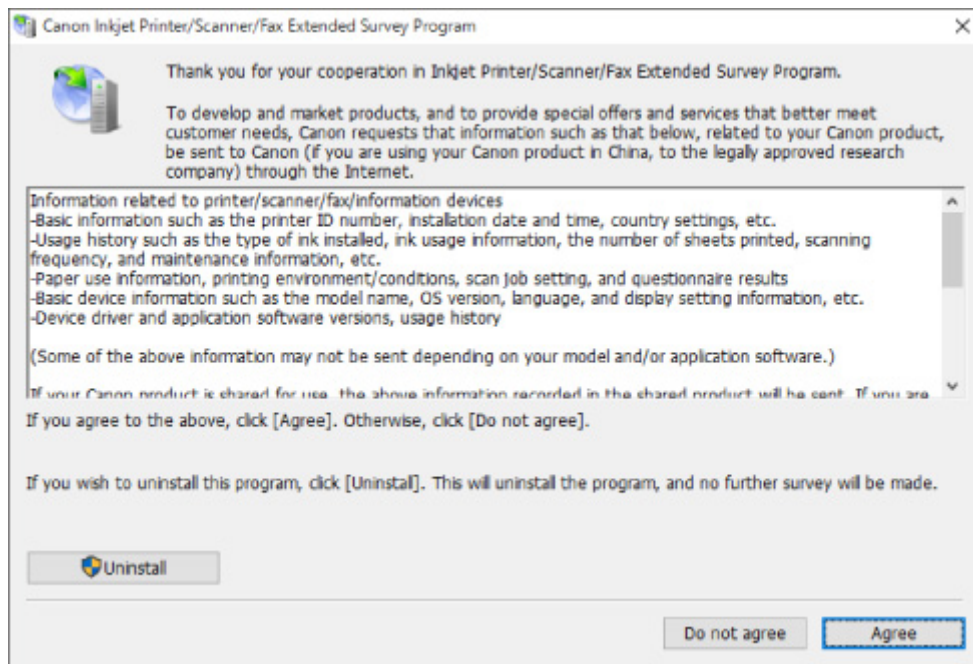 Canon Inkjet Printer/Scanner/Fax Extended Survey Program
Thank you for your cooperation in Inkjet Printer/Scanner/Fax Extended Survey Program.
To develop and market products, and to provide special offers and services that better meet
customer needs, Canon requests that information such as that below, related to your Canon product,
be sent to Canon (if you are using your Canon product in China, to the legally approved research
company) through the Internet.
Information related to printer/scanner/fax/information devices
-Basic information such as the printer ID number, installation date and time, country settings, etc.
-Usage history such as the type of ink installed, ink usage information, the number of sheets printed, scanning
frequency, and maintenance information, etc.
-Paper use information, printing environment/conditions, scan job setting, and questionnaire results
-Basic device information such as the model name, OS version, language, and display setting information, etc.
-Device driver and application software versions, usage history
(Some of the above information may not be sent depending on your model and/or application software.)
If your Canon product is shared for use, the above information recorded in the shared product will be sent. If you are
If you agree to the above, click [Agree]. Otherwise, click [Do not agree].
If you wish to uninstall this program, click [Uninstall]. This will uninstall the program, and no further survey will be made.
Uninstall
Do not agree
Agree